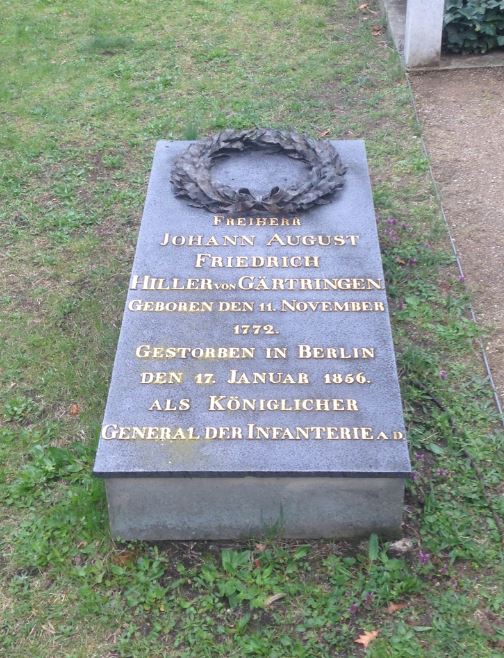 FREIHERR
JOHANN AUGUST
FRIEDRICH
HILLER VON GÄRTRINGEN
GEBOREN DEN 11. NOVEMBER
1772.
GESTORBEN IN BERLIN
DEN 17. JANUAR 1856.
ALS KÖNIGLICHER
GENERAL DER INFANTERIE A.D.